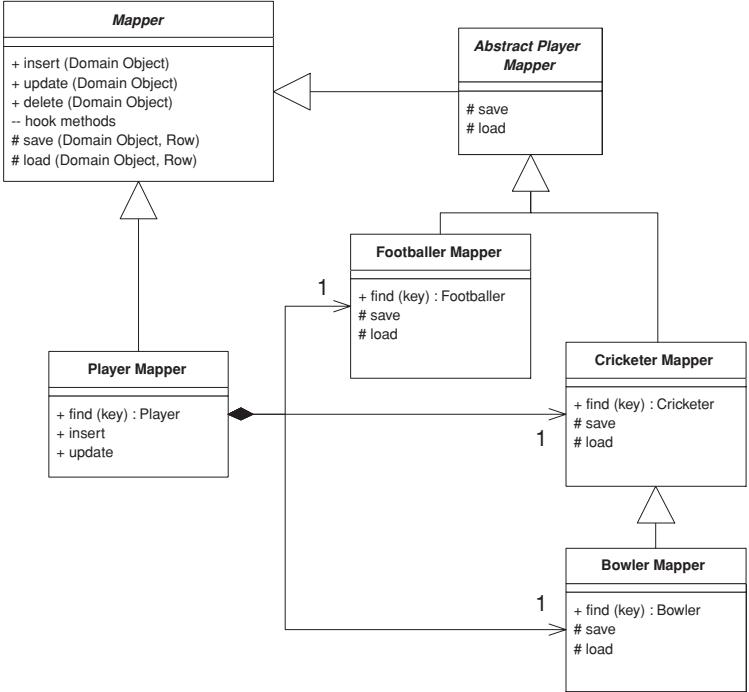 Mapper
+ insert (Domain Object)
+ update (Domain Object)
+ delete (Domain Object)
-- hook methods
# save (Domain Object, Row)
# load (Domain Object, Row)
Abstract Player
Mapper
# save
# load
Footballer Mapper
+ find (key) : Footballer
# save
# load
1
Player Mapper
+ find (key) : Player
+ insert
+ update
Cricketer Mapper
+ find (key) : Cricketer
# save
# load
1
Bowler Mapper
+ find (key) : Bowler
# save
# load
1